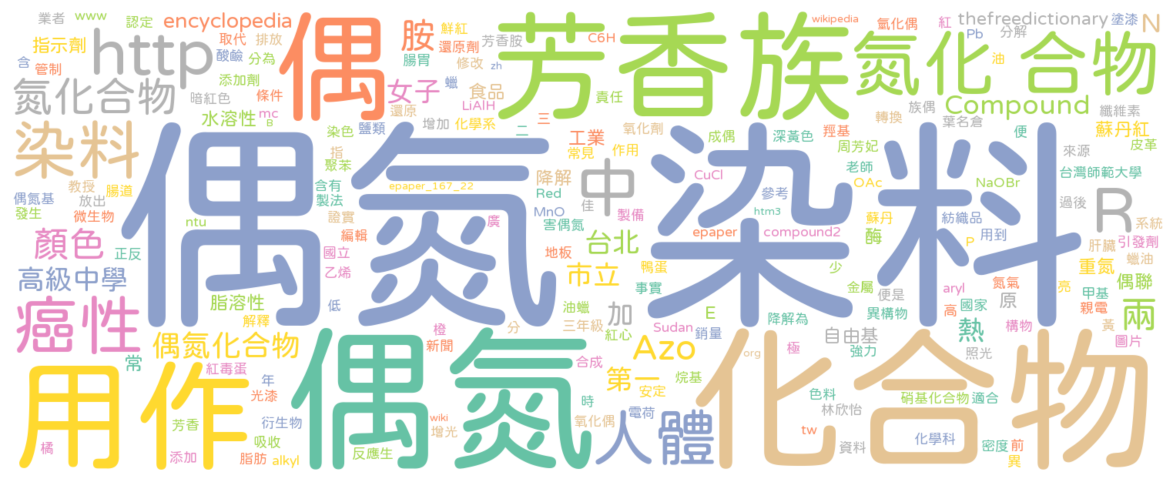 業者 www 認定 encyclopedia 偶 胺 芳香胺 C6H 芳香族 wikipedia 氰化偶 紅 thefreedictionary 塗漆 N
含 指示劑 取代 排放 http 還原劑 鮮紅 腸胃 修改 zh 氮化 合物 Pb 分解 油
管制 酸鹼 分為 添加劑 蠟 食品 女子 LiAlH 責任 Compound 纖維素
氮化合物 暗紅色 條件 mc 水溶性 B 還原 增加 化學系 二 三 族偶 葉名倉 蘇丹紅
染料 染色 鹽類 指 聚苯 常見 工業 氧化劑 作用 成偶 深黃色 羥基 轉換 便 皮革
偶氮基 教授 腸道 發生 放出 微生物 含有 製法 epaper_167_22 降解 中 Red CuCl 周芳妃 老師 OAc NaOBr R 來源 台灣師範大學 過後
偶氮 染料 ntu 證實 廣 佳 MnO 製備 害偶氮 參考 htm3 蘇丹 紡織品 用到 系統
顏色 正反 編輯 國立 地板 台北 epaper compound2 酶 P 肝臟 蠟油 引發劑
高級中學 乙烯 鴨蛋 市立 事實 少 金屬 便是 氮氣 重氮 偶聯
癌性 脂溶性 低 油蠟 加 E 異構物 aryl 國家 原 甲基 親電 亮 兩
解釋 三年級 紅心 Sudan 銷量 降解為 自由基 高 熱 構物 黃 圖片
偶氮化合物 橙 新聞 分 合成 Azo 極 強力 照光
常 紅毒蛋 年 光漆 偶氮 第一 烷基 安定 org 化合物 色料 硝基化合物 適合
用作 芳香 衍生物 時 林欣怡
橘 吸收 wiki 增光 電荷 氧化偶 人體 tw 資料 化學科 密度 前
添加 脂肪 alkyl 反應生 異